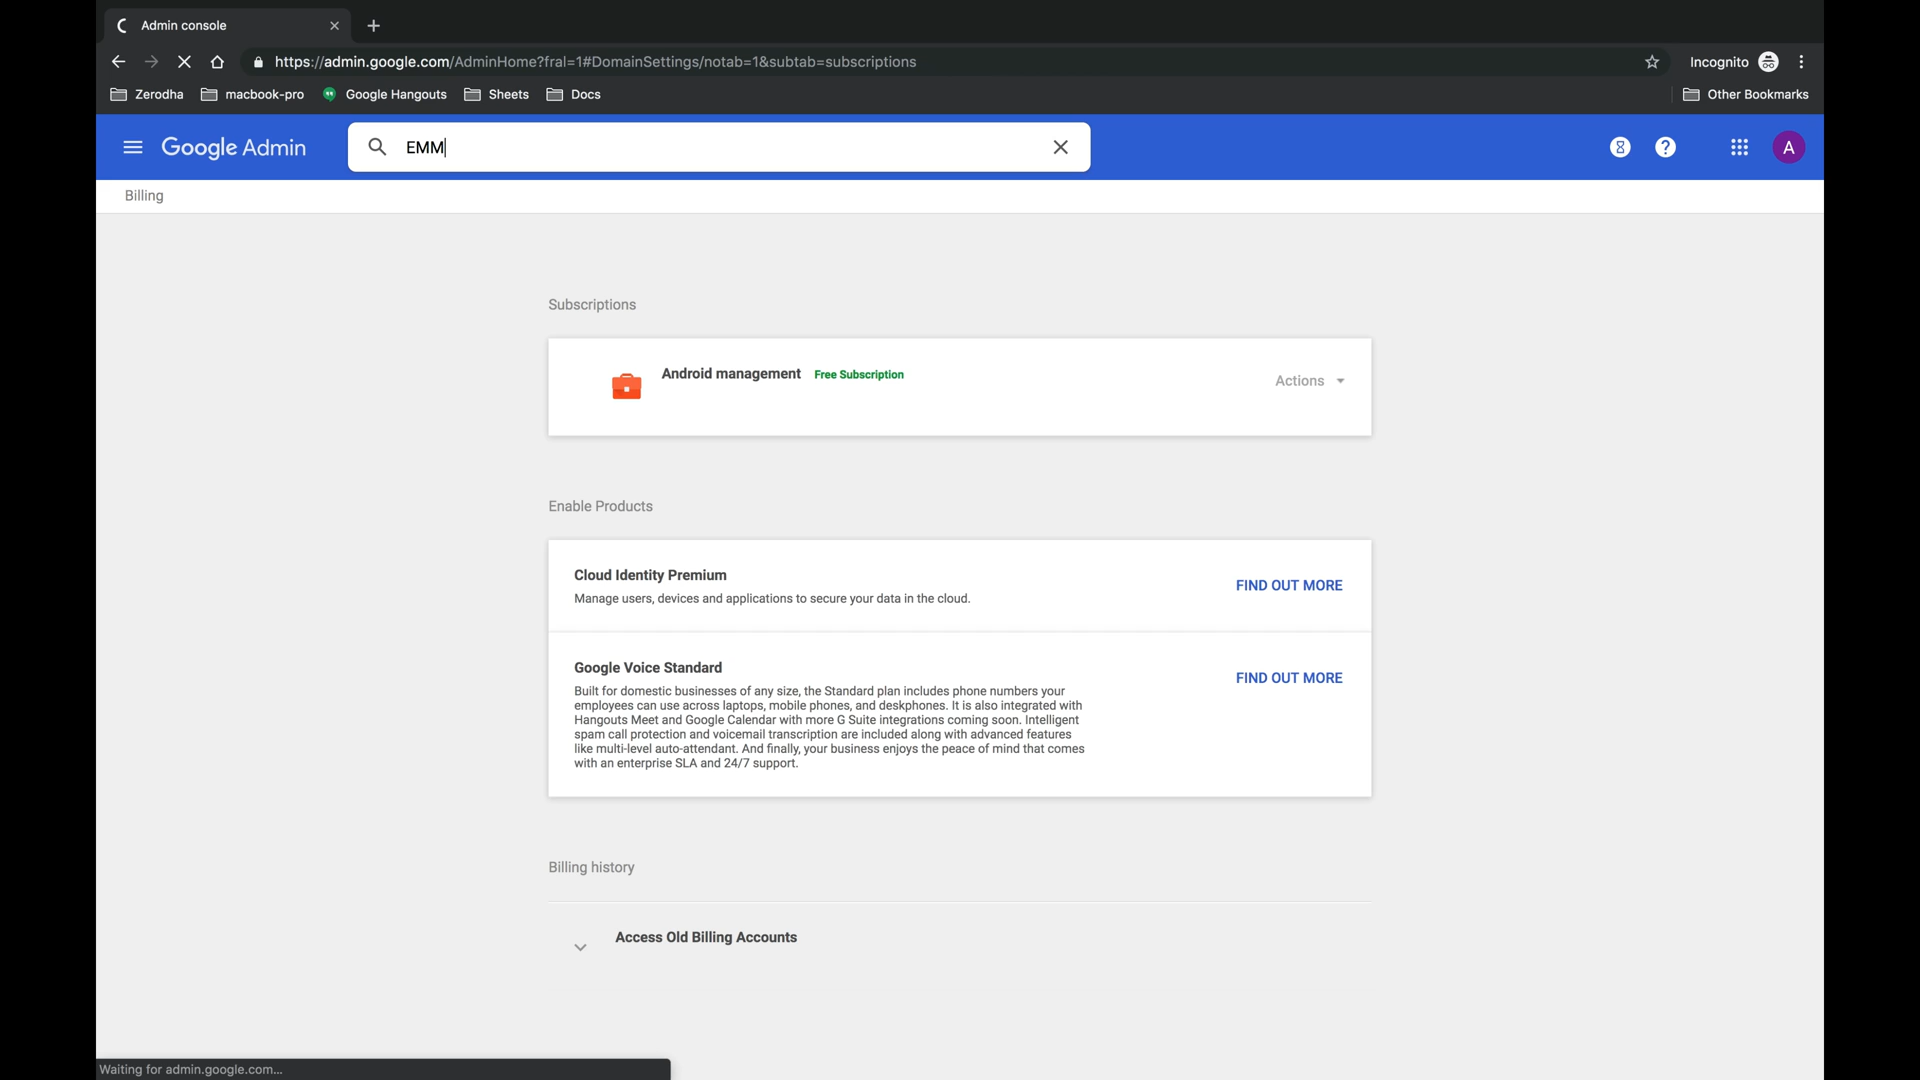 Admin console
https://admin.google.com/AdminHome?fral=1#DomainSettings/notab=1&subtab=subscriptions
Incognito
Zerodha
macbook-pro
Google Hangouts
Sheets
Docs
Other Bookmarks
Google Admin
EMM
A
Billing
Subscriptions
Android management Free Subscription
Actions
Enable Products
Cloud Identity Premium
Manage users, devices and applications to secure your data in the cloud.
FIND OUT MORE
Google Voice Standard
Built for domestic businesses of any size, the Standard plan includes phone numbers your
employees can use across laptops, mobile phones, and deskphones. It is also integrated with
Hangouts Meet and Google Calendar with more G Suite integrations coming soon. Intelligent
spam call protection and voicemail transcription are included along with advanced features
like multi-level auto-attendant. And finally, your business enjoys the peace of mind that comes
with an enterprise SLA and 24/7 support.
FIND OUT MORE
Billing history
Access Old Billing Accounts
Waiting for admin.google.com...